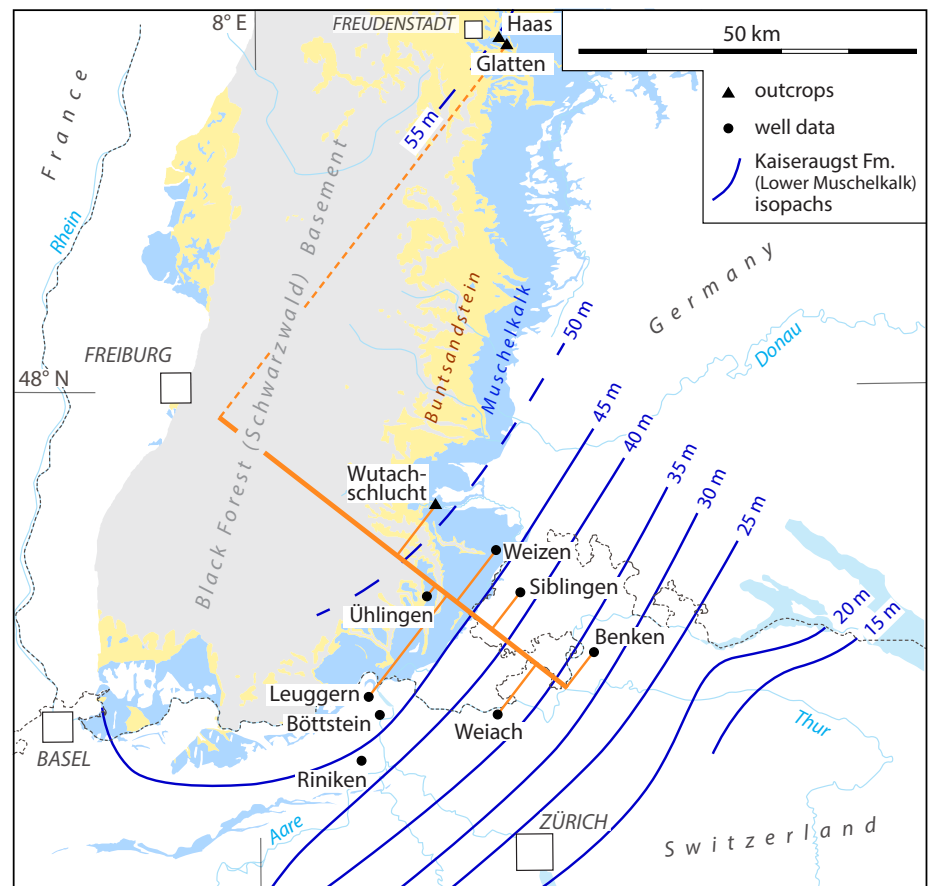 8° E
FREUDENSTADT
Haas
Glatten
50 km
outcrops
well data
Kaiseraugst Fm.
(Lower Muschelkalk)
isopachs
France
Rhein
55 m
Black Forest (Schwarzwald) Basement
Buntsandstein
Muschelkalk
Germany
Donau
FREIBURG
48° N
50 m
45 m
40 m
35 m
30 m
25 m
20 m
15 m
Wutach-
schlucht
Weizen
Siblingen
Ühlingen
Benken
Leuggern
Böttstein
Weiach
Riniken
BASEL
Thur
Aare
ZÜRICH
Switzerland